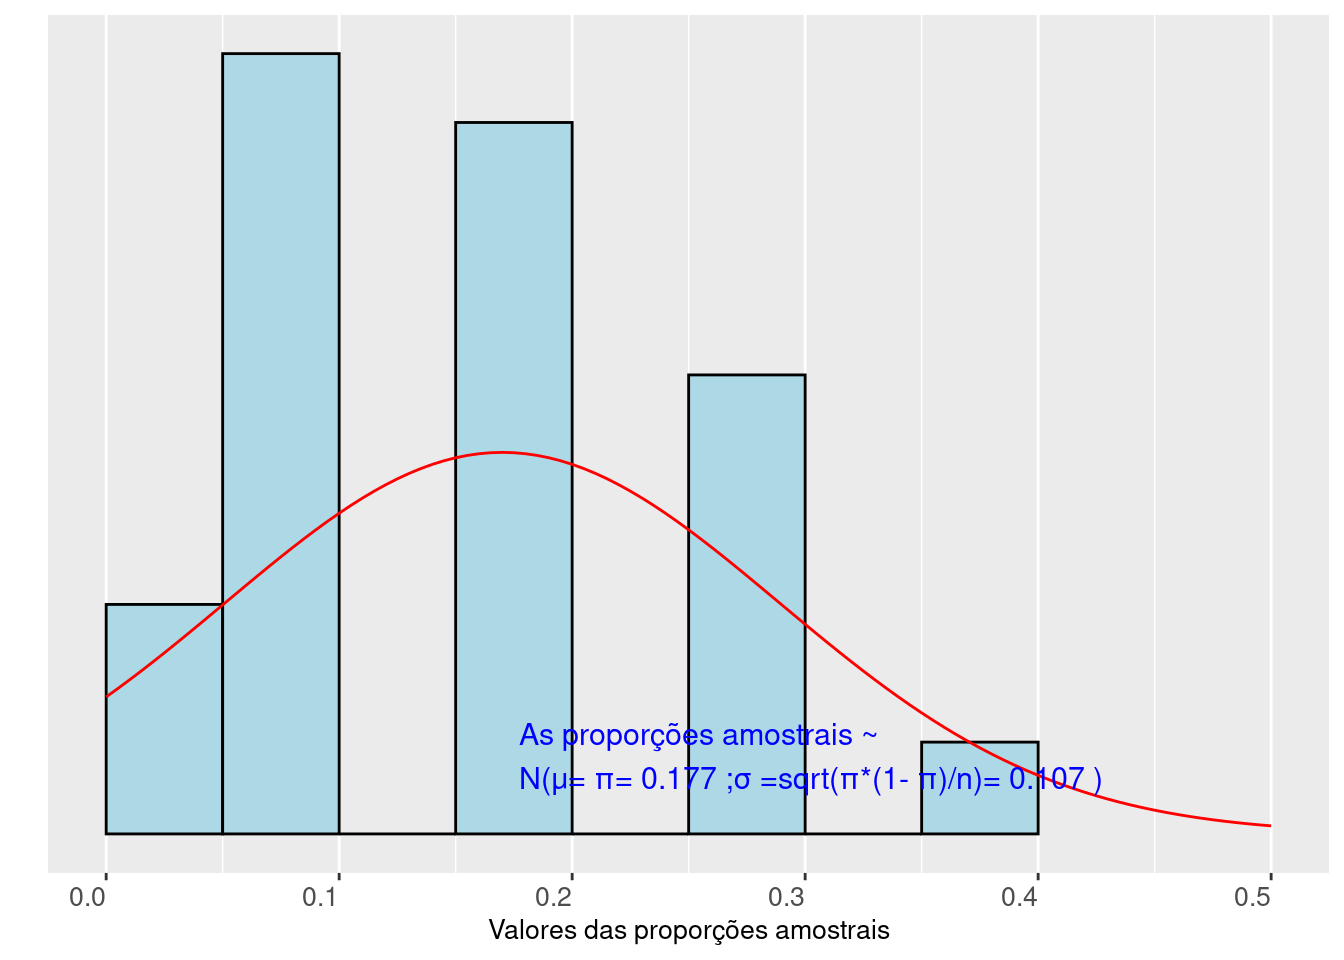 As proporções amostrais ~
N(μ= π= 0.177 ;σ =sqrt(π*(1- π)/n)= 0.107 )
0.0 0.1 0.2 0.3 0.4 0.5
Valores das proporções amostrais